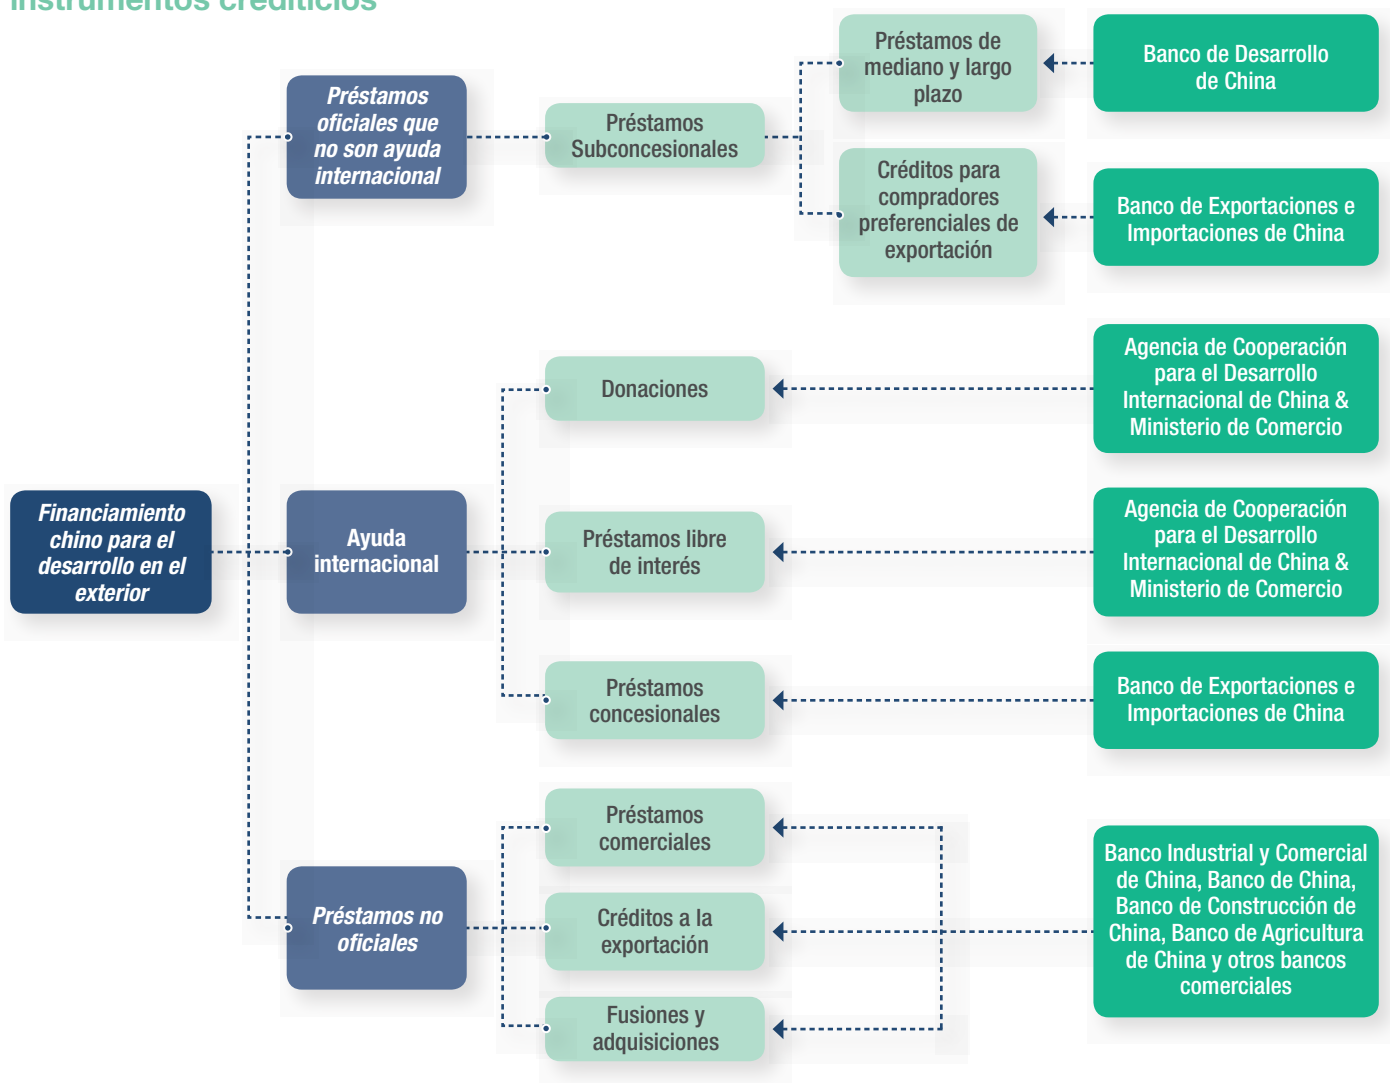 instrumentos crediticios
Préstamos de
mediano y largo
plazo
Banco de Desarrollo
de China
Préstamos
oficiales que
no son ayuda
internacional
Préstamos
Subconcesionales
Créditos para
compradores
preferenciales de
exportación
Banco de Exportaciones e
Importaciones de China
Donaciones
Agencia de Cooperación
para el Desarrollo
Internacional de China &
Ministerio de Comercio
Financiamiento
chino para el
desarrollo en el
exterior
Ayuda
internacional
Préstamos libre
de interés
Agencia de Cooperación
para el Desarrollo
Internacional de China &
Ministerio de Comercio
Préstamos
concesionales
Banco de Exportaciones e
Importaciones de China
Préstamos no
oficiales
Préstamos
comerciales
Créditos a la
exportación
Fusiones y
adquisiciones
Banco Industrial y Comercial
de China, Banco de China,
Banco de Construcción de
China, Banco de Agricultura
de China y otros bancos
comerciales